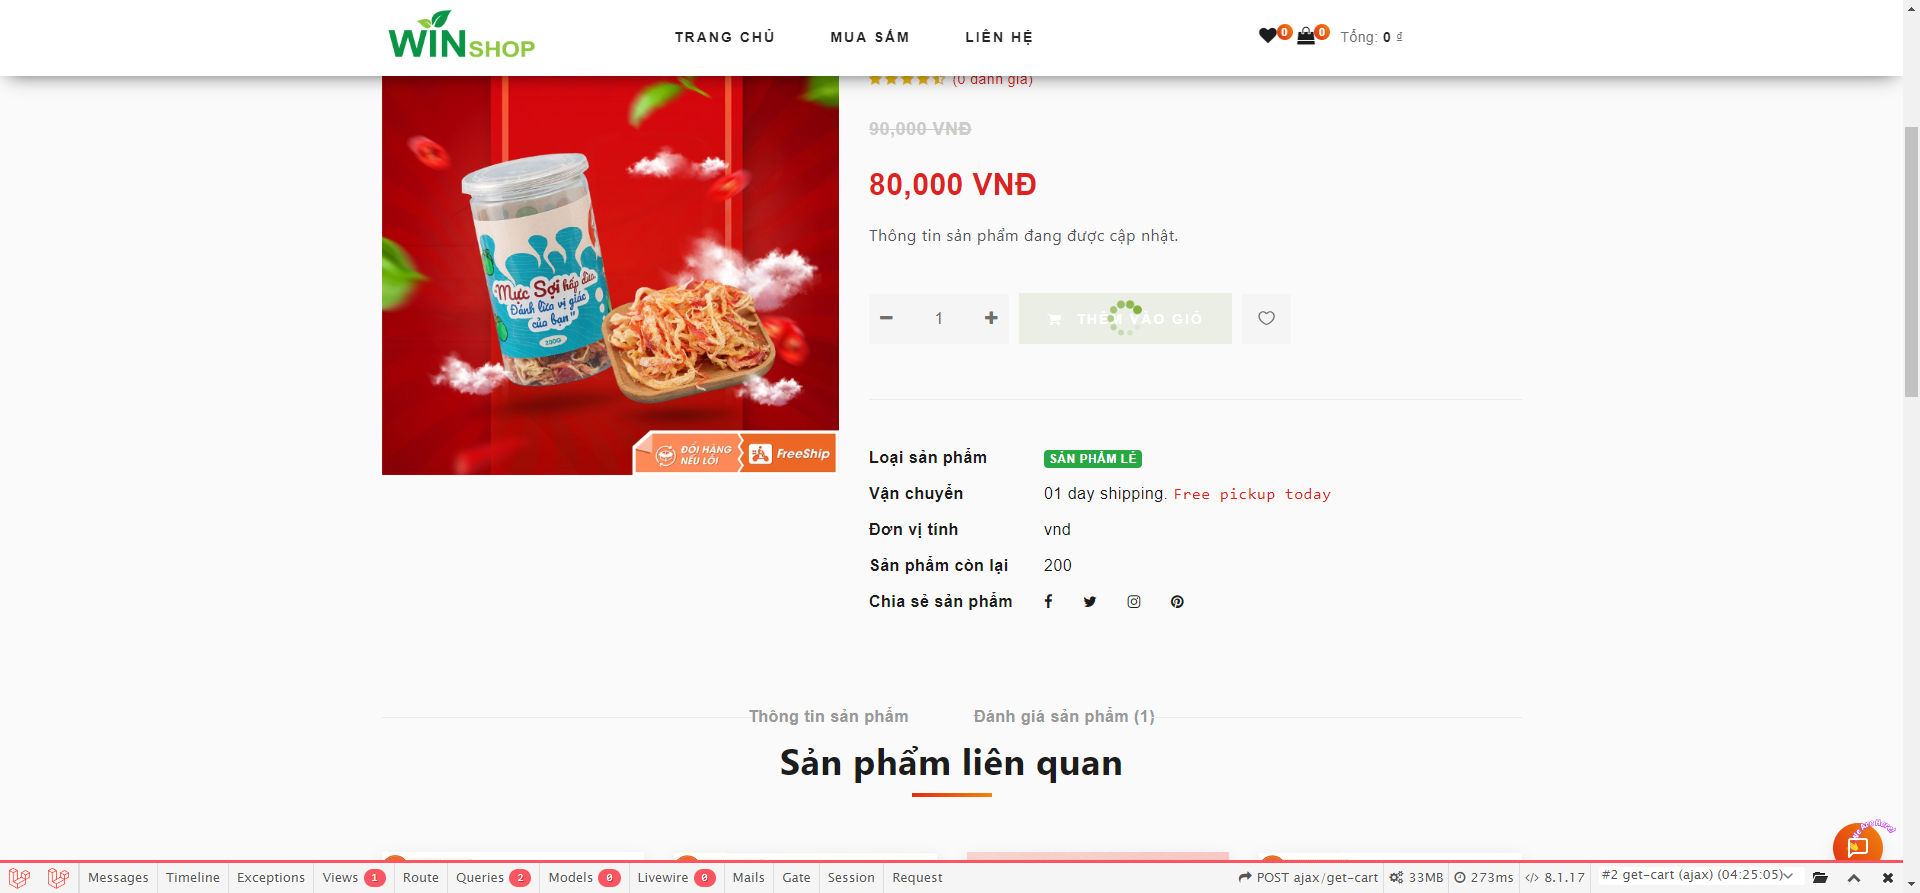 WINSHOP
TRANG CHỦ
MUA SẮM
LIÊN HỆ
0
0
Tổng: 0 ₫
(0 đánh giá)
90,000 VNĐ
80,000 VNĐ
Thông tin sản phẩm đang được cập nhật.
1
THÊM VÀO GIỎ
Mực Sợi hấp dừa
"Đánh lừa vị giác
của bạn"
230G
ĐỔI HÀNG
NẾU LỖI
FreeShip
Loại sản phẩm SẢN PHẨM LẺ
Vận chuyển 01 day shipping. Free pickup today
Đơn vị tính vnd
Sản phẩm còn lại 200
Chia sẻ sản phẩm
Thông tin sản phẩm
Đánh giá sản phẩm (1)
Sản phẩm liên quan
We Are Here!
Messages Timeline Exceptions Views 1 Route Queries 2 Models 0 Livewire 0 Mails Gate Session Request POST ajax/get-cart 33MB 273ms 8.1.17 #2 get-cart (ajax) (04:25:05)